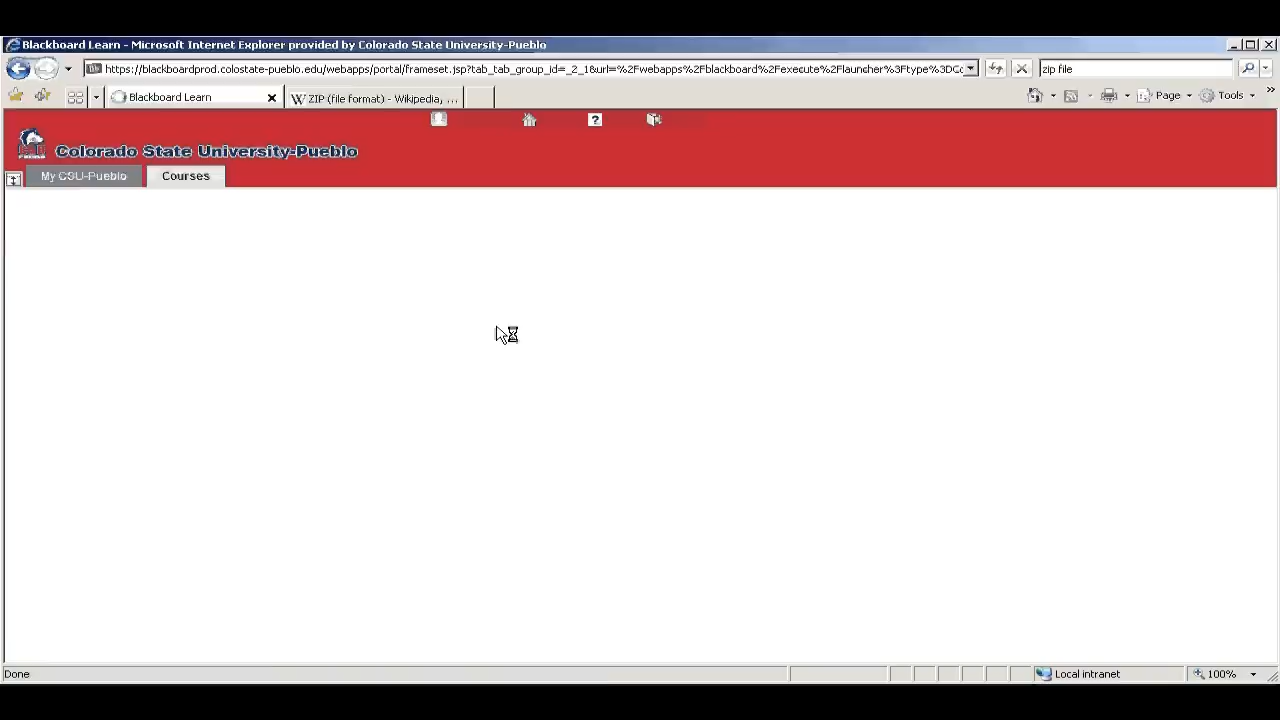 Blackboard Learn - Microsoft Internet Explorer provided by Colorado State University-Pueblo
https://blackboardprod.colostate-pueblo.edu/webapps/portal/frameset.jsp?tab_tab_group_id=_2_1&url=%2Fwebapps%2Fblackboard%2Fexecute%2Flauncher%3Ftype%3DCo
zip file
Blackboard Learn
W ZIP (file format) - Wikipedia, ...
Page
Tools
Colorado State University-Pueblo
My CSU-Pueblo
Courses
Done
Local intranet
100%